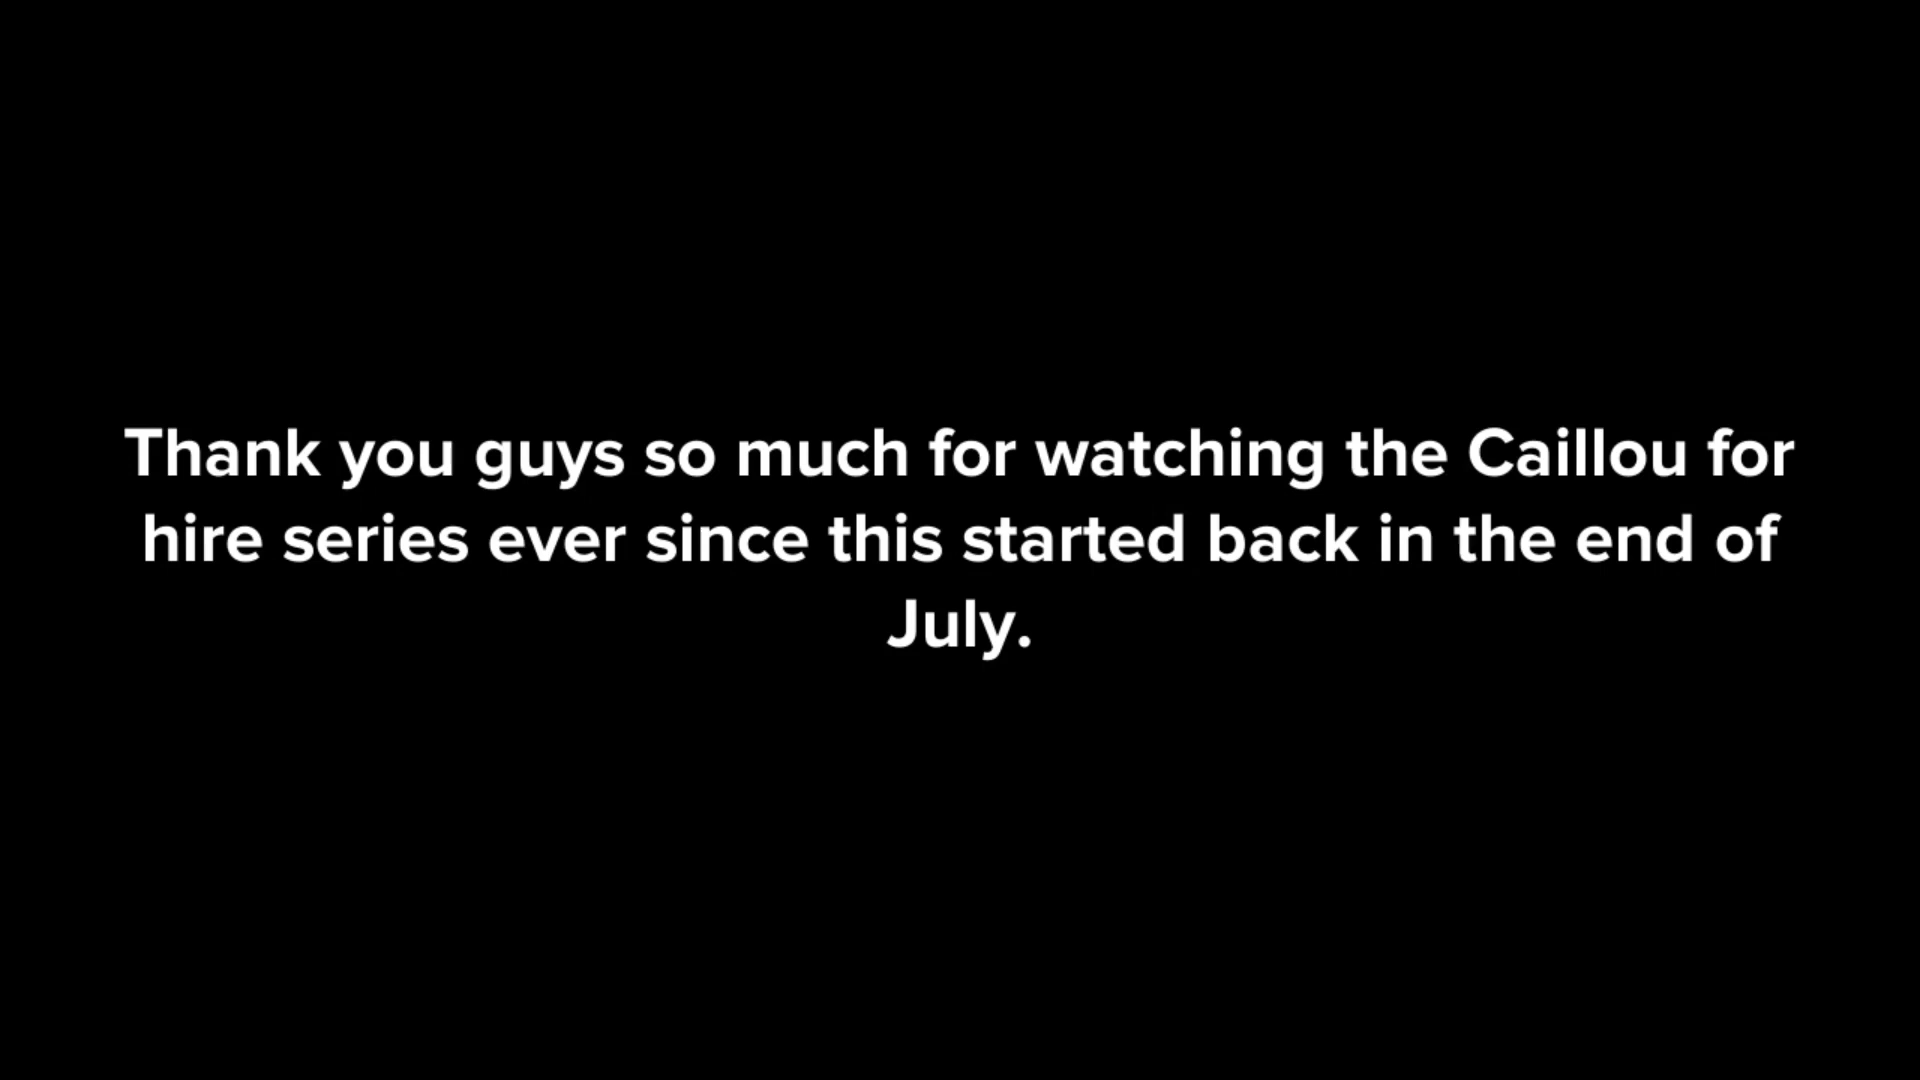 Thank you guys so much for watching the Caillou for
hire series ever since this started back in the end of
July.